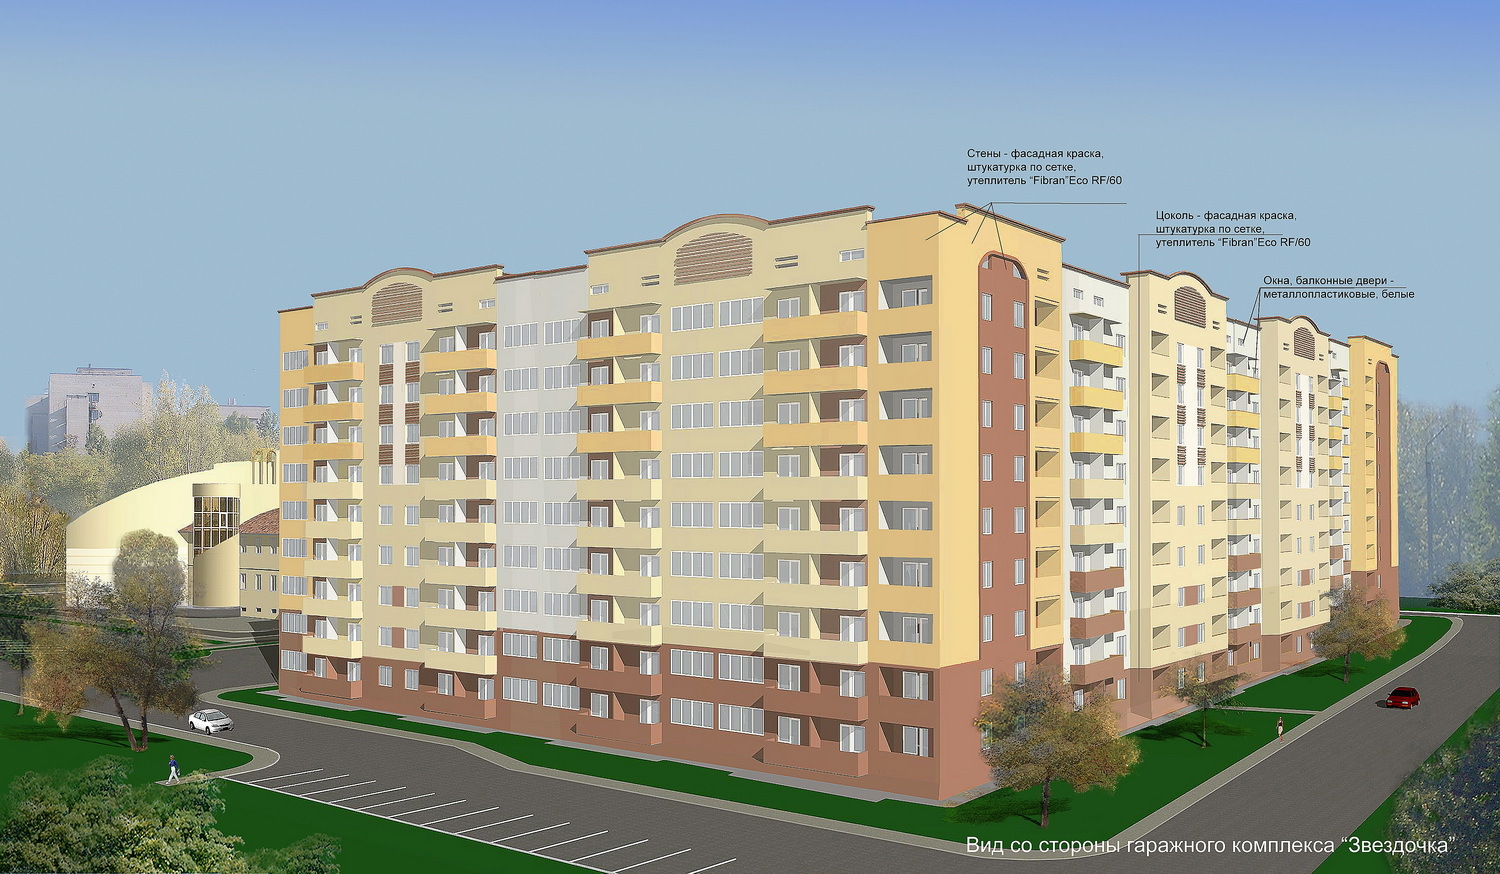 Стены - фасадная краска,
штукатурка по сетке,
утеплитель “Fibran”Eco RF/60
Цоколь - фасадная краска,
штукатурка по сетке,
утеплитель “Fibran”Eco RF/60
Окна, балконные двери -
металлопластиковые, белые
Вид со стороны гаражного комплекса “Звездочка”